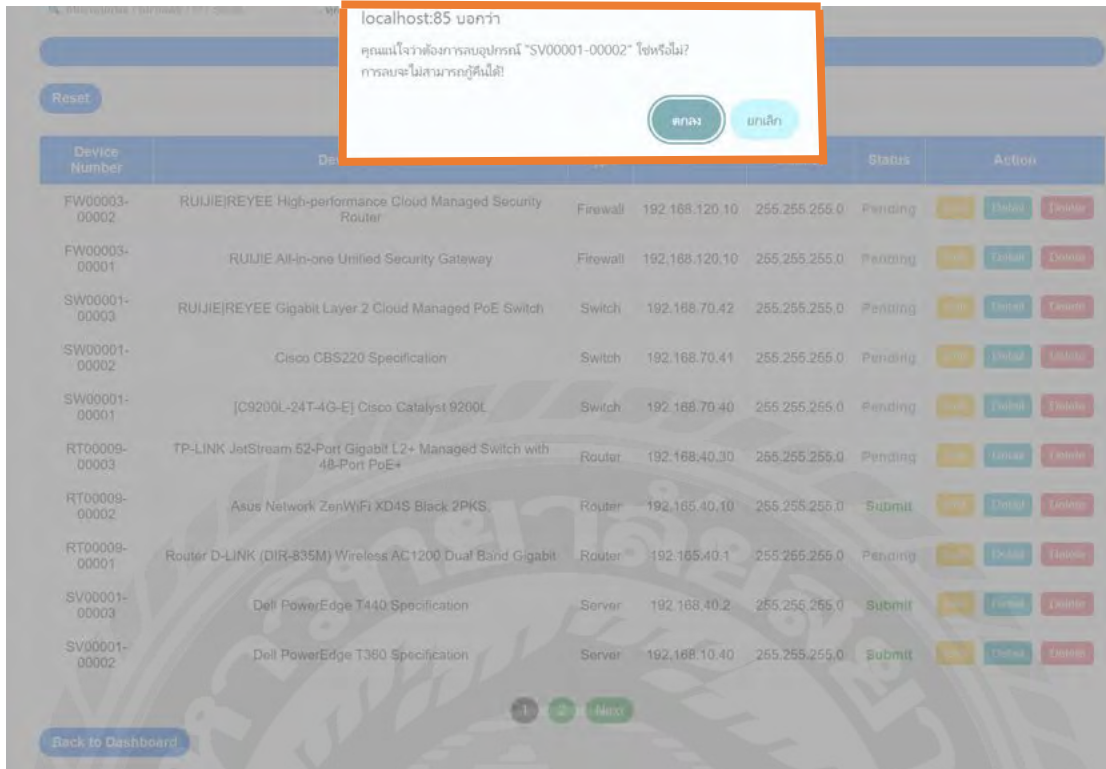 localhost:85 บอกว่า
คุณแน่ใจว่าต้องการลบอุปกรณ์ "SV00001-00002" ใช่หรือไม่?
การลบจะไม่สามารถกู้คืนได้!
ตกลง ยกเลิก
Reset
Device Number Status Action
FW00003-00002 RUIJIE|REYEE High-performance Cloud Managed Security Router Firewall 192.168.120.10 255.255.255.0 Pending Edit Detail Delete
FW00003-00001 RUIJIE All-in-one Unified Security Gateway Firewall 192.168.120.10 255.255.255.0 Pending Edit Detail Delete
SW00001-00003 RUIJIE|REYEE Gigabit Layer 2 Cloud Managed PoE Switch Switch 192.168.70.42 255.255.255.0 Pending Edit Detail Delete
SW00001-00002 Cisco CBS220 Specification Switch 192.168.70.41 255.255.255.0 Pending Edit Detail Delete
SW00001-00001 [C9200L-24T-4G-E] Cisco Catalyst 9200L Switch 192.168.70.40 255.255.255.0 Pending Edit Detail Delete
RT00009-00003 TP-LINK JetStream 52-Port Gigabit L2+ Managed Switch with 48-Port PoE+ Router 192.168.40.30 255.255.255.0 Pending Edit Detail Delete
RT00009-00002 Asus Network ZenWiFi XD4S Black 2PKS. Router 192.165.40.10 255.255.255.0 Submit Edit Detail Delete
RT00009-00001 Router D-LINK (DIR-835M) Wireless AC1200 Dual Band Gigabit Router 192.165.40.1 255.255.255.0 Pending Edit Detail Delete
SV00001-00003 Dell PowerEdge T440 Specification Server 192.168.40.2 255.255.255.0 Submit Edit Detail Delete
SV00001-00002 Dell PowerEdge T360 Specification Server 192.168.10.40 255.255.255.0 Submit Edit Detail Delete
1 2 Next
Back to Dashboard